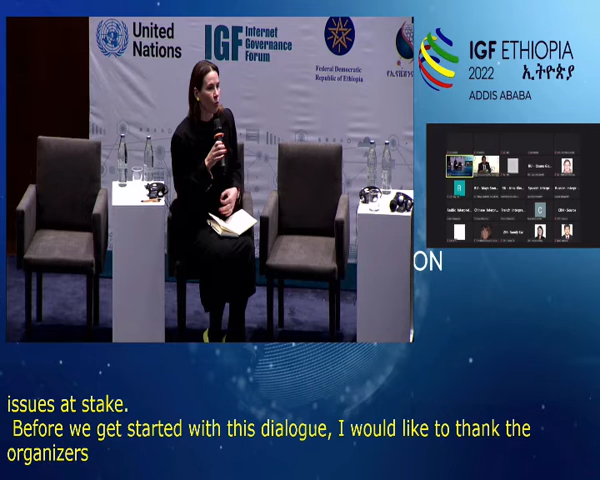 United
Nations
IGF Internet
Governance
Forum
Federal Democratic
Republic of Ethiopia
IGF ETHIOPIA
2022 ኢትዮጵያ
ADDIS ABABA
ON
issues at stake.
Before we get started with this dialogue, I would like to thank the
organizers